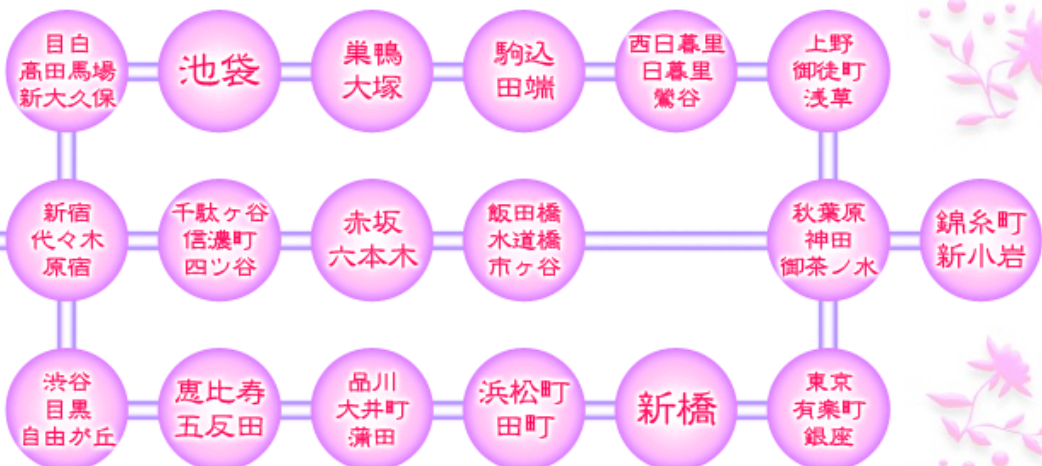 目白
高田馬場
新大久保
池袋
巣鴨
大塚
駒込
田端
西日暮里
日暮里
鶯谷
上野
御徒町
浅草
新宿
代々木
原宿
千駄ヶ谷
信濃町
四ツ谷
赤坂
六本木
飯田橋
水道橋
市ヶ谷
秋葉原
神田
御茶ノ水
錦糸町
新小岩
渋谷
目黒
自由が丘
恵比寿
五反田
品川
大井町
蒲田
浜松町
田町
新橋
東京
有楽町
銀座